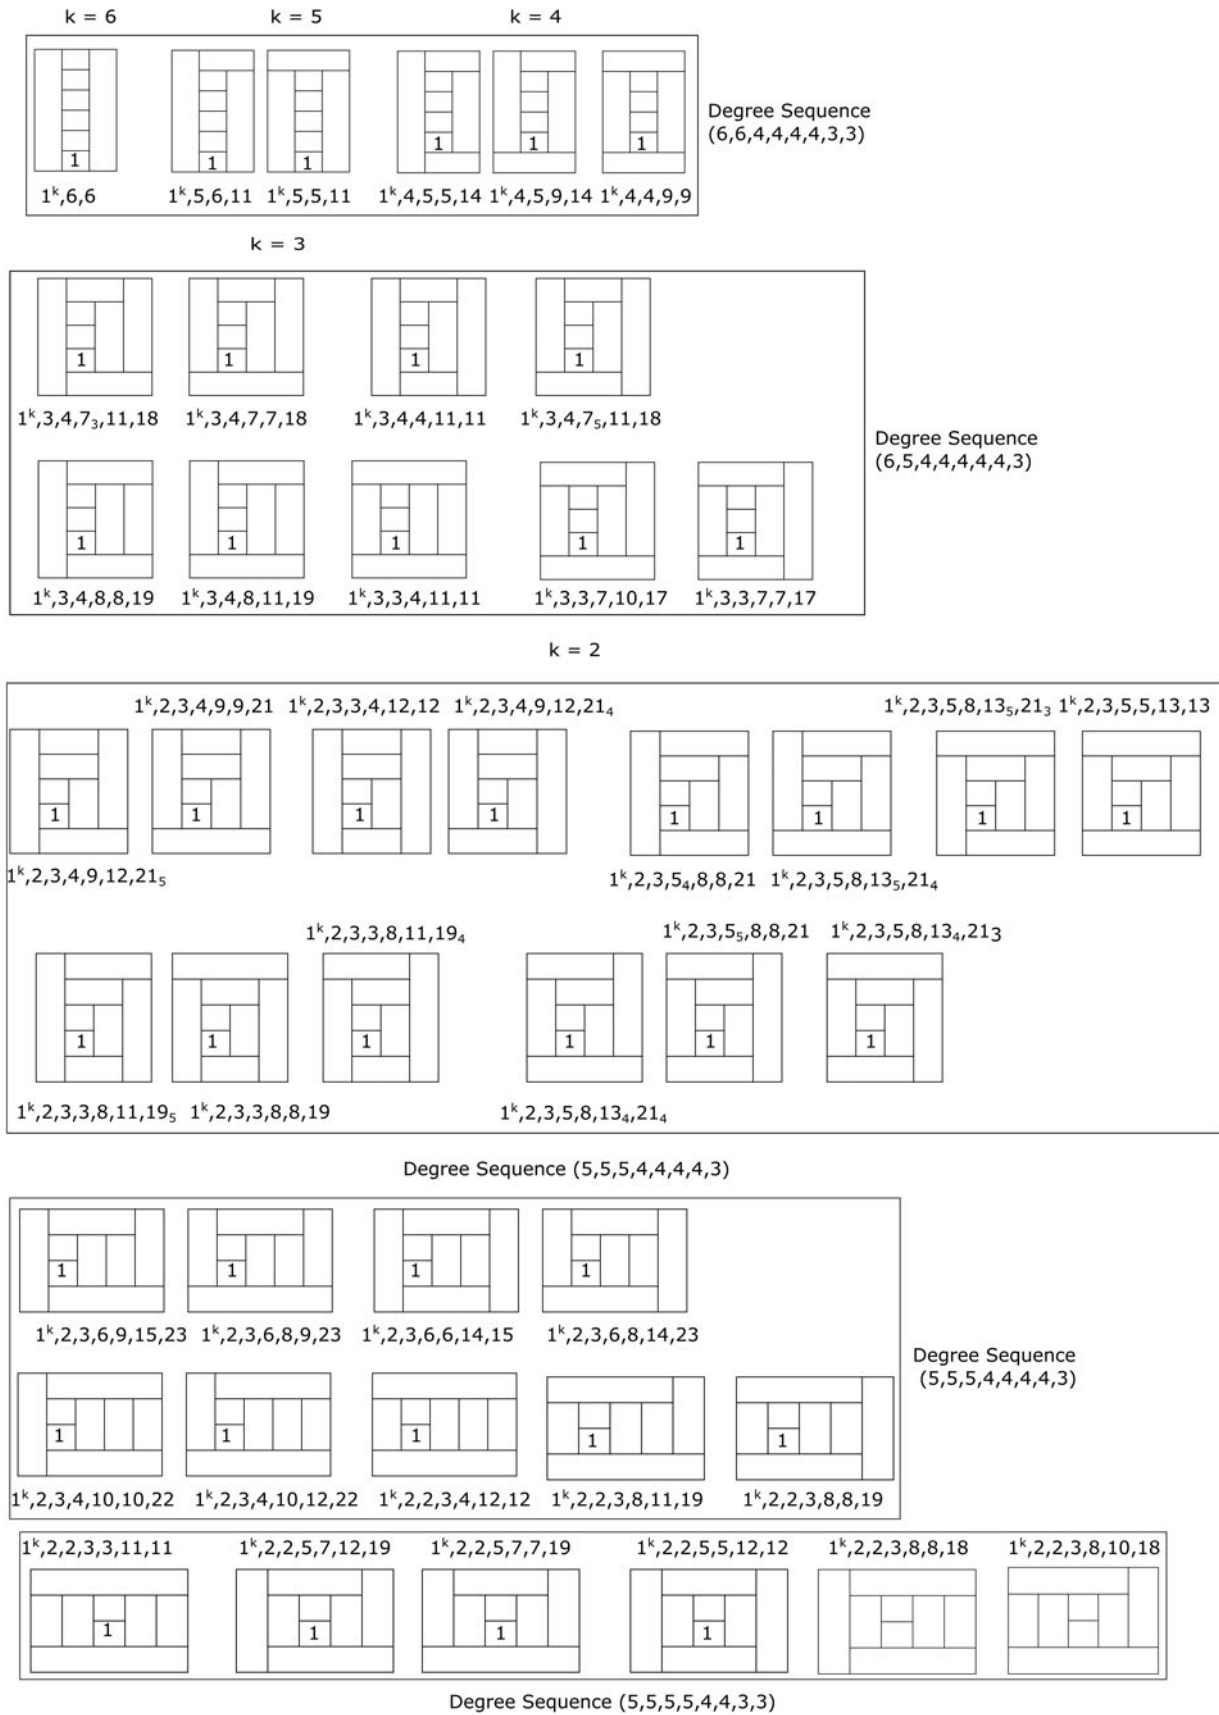 k = 6 k = 5 k = 4
1 1 1 1 1 1
Degree Sequence
(6,6,4,4,4,4,3,3)
1ᵏ,6,6 1ᵏ,5,6,11 1ᵏ,5,5,11 1ᵏ,4,5,5,14 1ᵏ,4,5,9,14 1ᵏ,4,4,9,9
k = 3
1 1 1 1
1ᵏ,3,4,7₃,11,18 1ᵏ,3,4,7,7,18 1ᵏ,3,4,4,11,11 1ᵏ,3,4,7₅,11,18
Degree Sequence
(6,5,4,4,4,4,4,3)
1 1 1 1 1
1ᵏ,3,4,8,8,19 1ᵏ,3,4,8,11,19 1ᵏ,3,3,4,11,11 1ᵏ,3,3,7,10,17 1ᵏ,3,3,7,7,17
k = 2
1ᵏ,2,3,4,9,9,21 1ᵏ,2,3,3,4,12,12 1ᵏ,2,3,4,9,12,21₄ 1ᵏ,2,3,5,8,13₅,21₃ 1ᵏ,2,3,5,5,13,13
1 1 1 1 1 1 1 1
1ᵏ,2,3,4,9,12,21₅ 1ᵏ,2,3,5₄,8,8,21 1ᵏ,2,3,5,8,13₅,21₄
1ᵏ,2,3,3,8,11,19₄ 1ᵏ,2,3,5₅,8,8,21 1ᵏ,2,3,5,8,13₄,21₃
1 1 1 1 1 1
1ᵏ,2,3,3,8,11,19₅ 1ᵏ,2,3,3,8,8,19 1ᵏ,2,3,5,8,13₄,21₄
Degree Sequence (5,5,5,4,4,4,4,3)
1 1 1 1
1ᵏ,2,3,6,9,15,23 1ᵏ,2,3,6,8,9,23 1ᵏ,2,3,6,6,14,15 1ᵏ,2,3,6,8,14,23
Degree Sequence
(5,5,5,4,4,4,4,3)
1 1 1 1 1
1ᵏ,2,3,4,10,10,22 1ᵏ,2,3,4,10,12,22 1ᵏ,2,2,3,4,12,12 1ᵏ,2,2,3,8,11,19 1ᵏ,2,2,3,8,8,19
1ᵏ,2,2,3,3,11,11 1ᵏ,2,2,5,7,12,19 1ᵏ,2,2,5,7,7,19 1ᵏ,2,2,5,5,12,12 1ᵏ,2,2,3,8,8,18 1ᵏ,2,2,3,8,10,18
1 1 1 1
Degree Sequence (5,5,5,5,4,4,3,3)